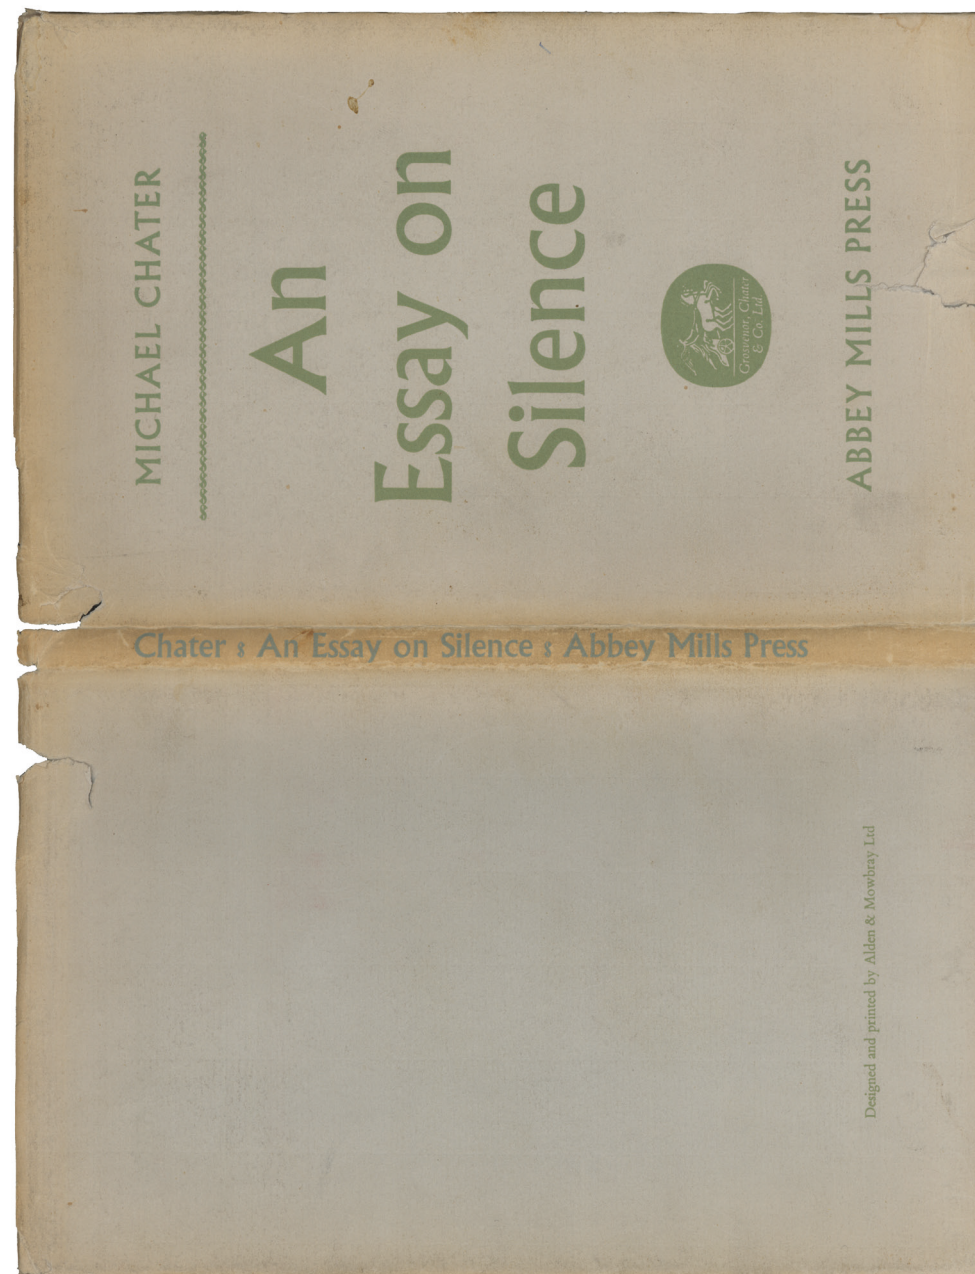 MICHAEL CHATER
An
Essay on
Silence
Grosvenor, Chater
& Co. Ltd
ABBEY MILLS PRESS
Chater : An Essay on Silence : Abbey Mills Press
Designed and printed by Alden & Mowbray Ltd